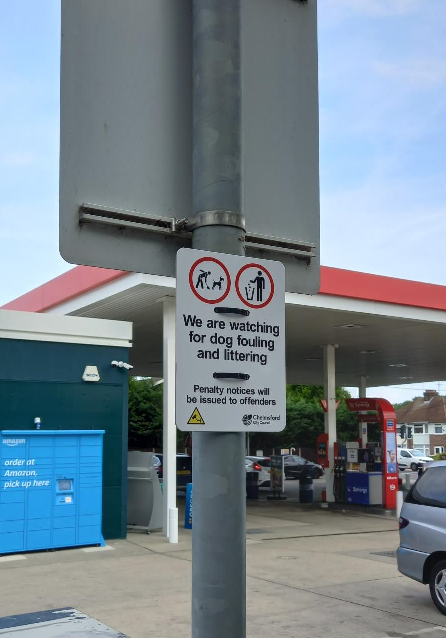 We are watching
for dog fouling
and littering
Penalty notices will
be issued to offenders
Chelmsford
City Council
amazon
order at
Amazon,
pick up here